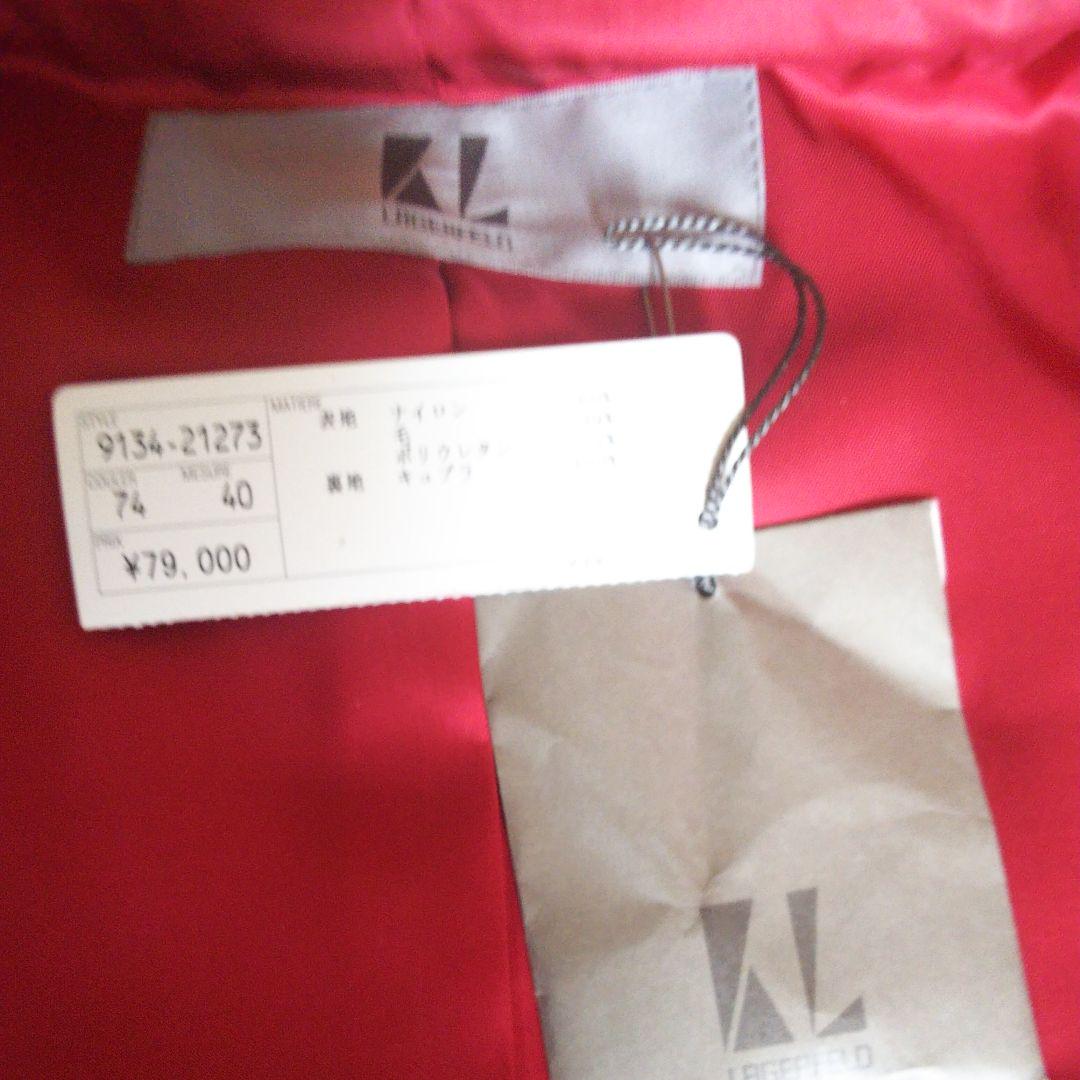 KL
LAGERFELD
STYLE
9134-21273
COULEUR MESURE
74 40
PRIX
¥79,000
MATIERE
表地 ナイロン
毛
ポリウレタン
裏地 キュプラ
KL
LAGERFELD